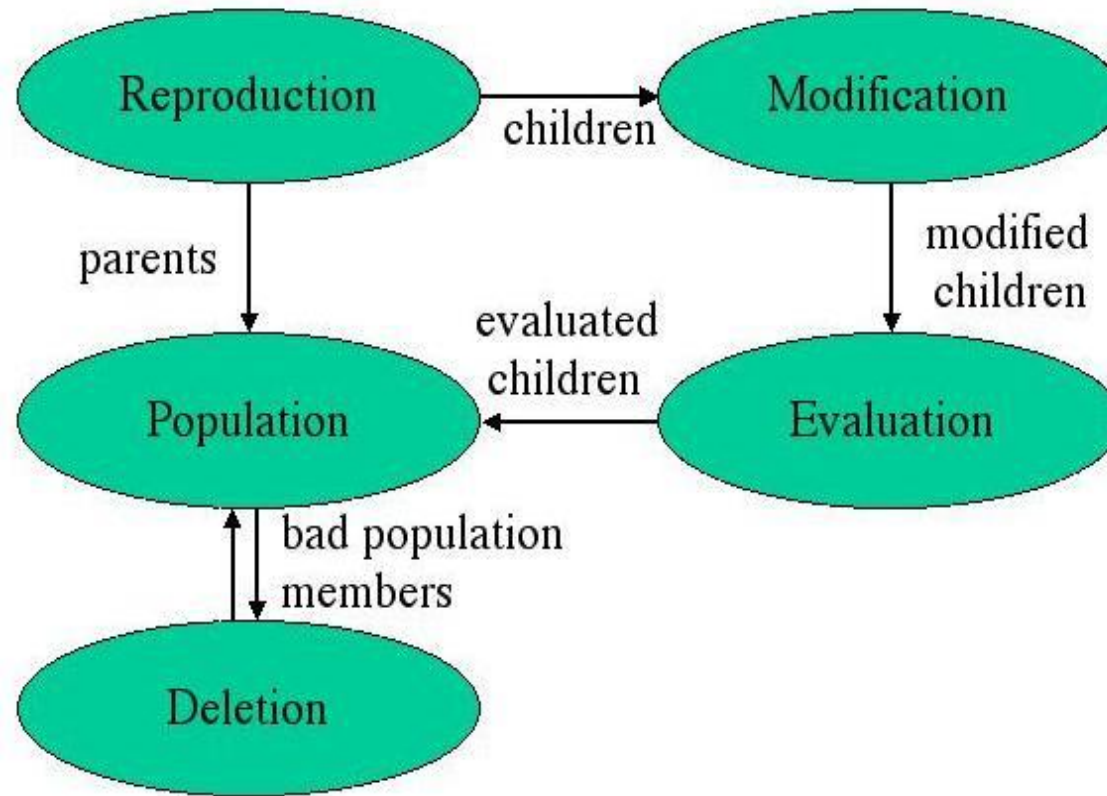 Reproduction
children
Modification
parents
modified
children
evaluated
children
Population
Evaluation
bad population
members
Deletion